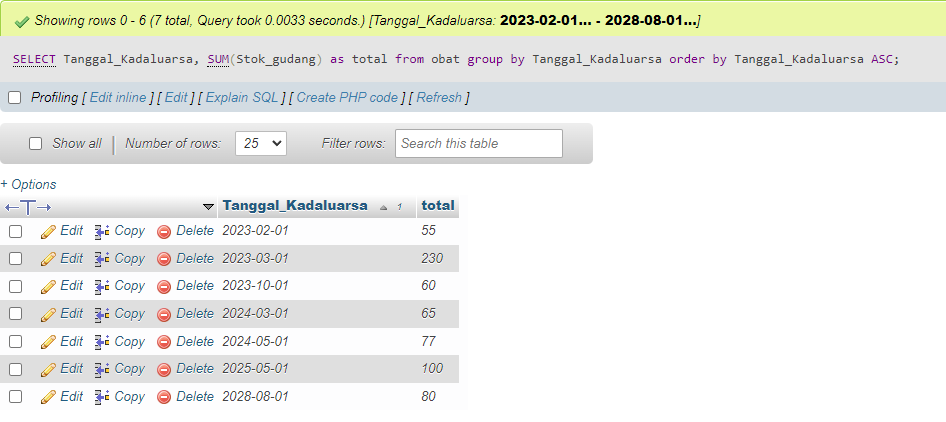 Showing rows 0 - 6 (7 total, Query took 0.0033 seconds.) [Tanggal_Kadaluarsa: 2023-02-01... - 2028-08-01...]
SELECT Tanggal_Kadaluarsa, SUM(Stok_gudang) as total from obat group by Tanggal_Kadaluarsa order by Tanggal_Kadaluarsa ASC;
Profiling [ Edit inline ] [ Edit ] [ Explain SQL ] [ Create PHP code ] [ Refresh ]
Show all Number of rows: 25 Filter rows: Search this table
+ Options
←T→ Tanggal_Kadaluarsa 1 total
Edit Copy Delete 2023-02-01 55
Edit Copy Delete 2023-03-01 230
Edit Copy Delete 2023-10-01 60
Edit Copy Delete 2024-03-01 65
Edit Copy Delete 2024-05-01 77
Edit Copy Delete 2025-05-01 100
Edit Copy Delete 2028-08-01 80